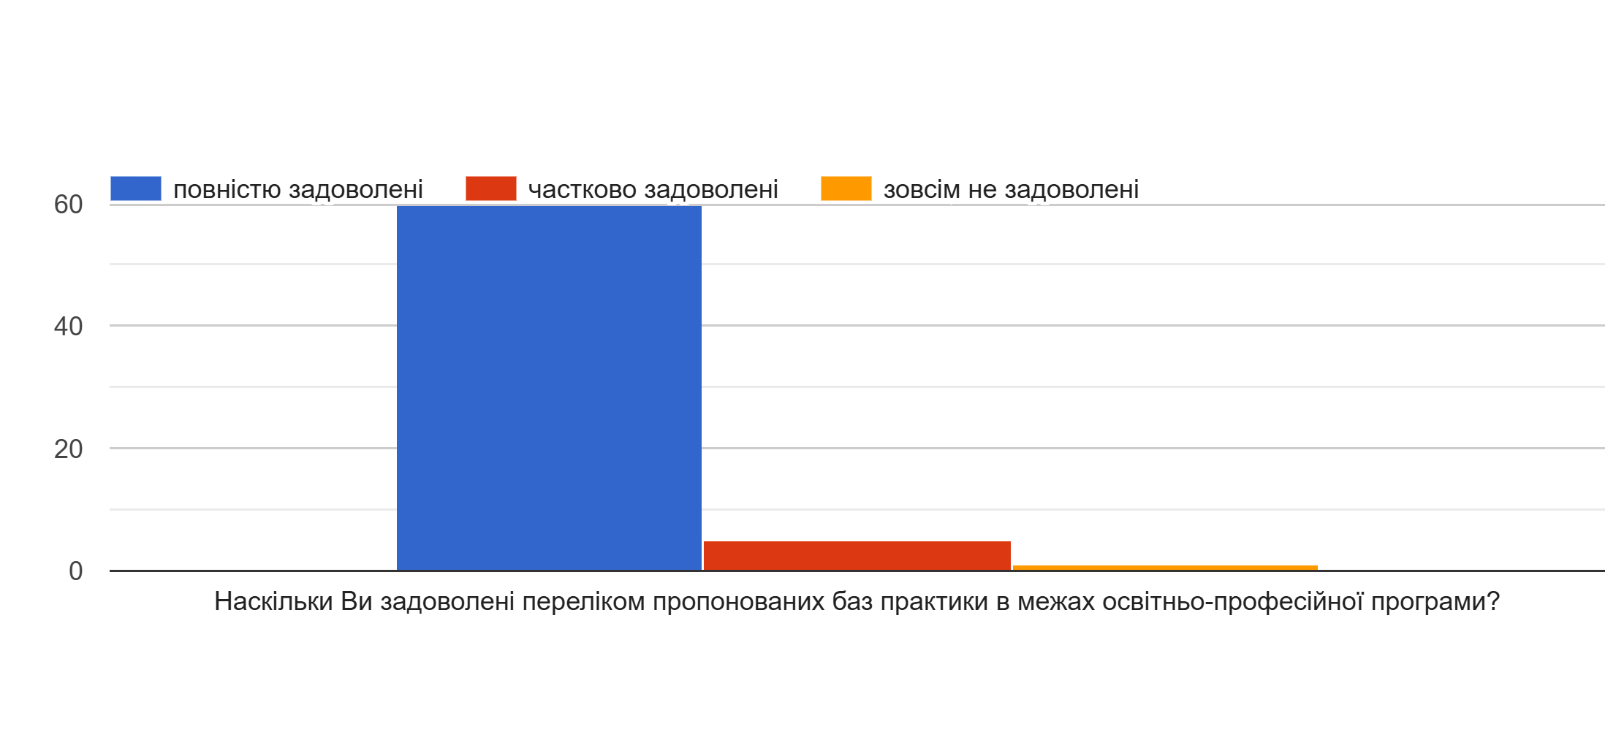 повністю задоволені частково задоволені зовсім не задоволені
60
40
20
0
Наскільки Ви задоволені переліком пропонованих баз практики в межах освітньо-професійної програми?